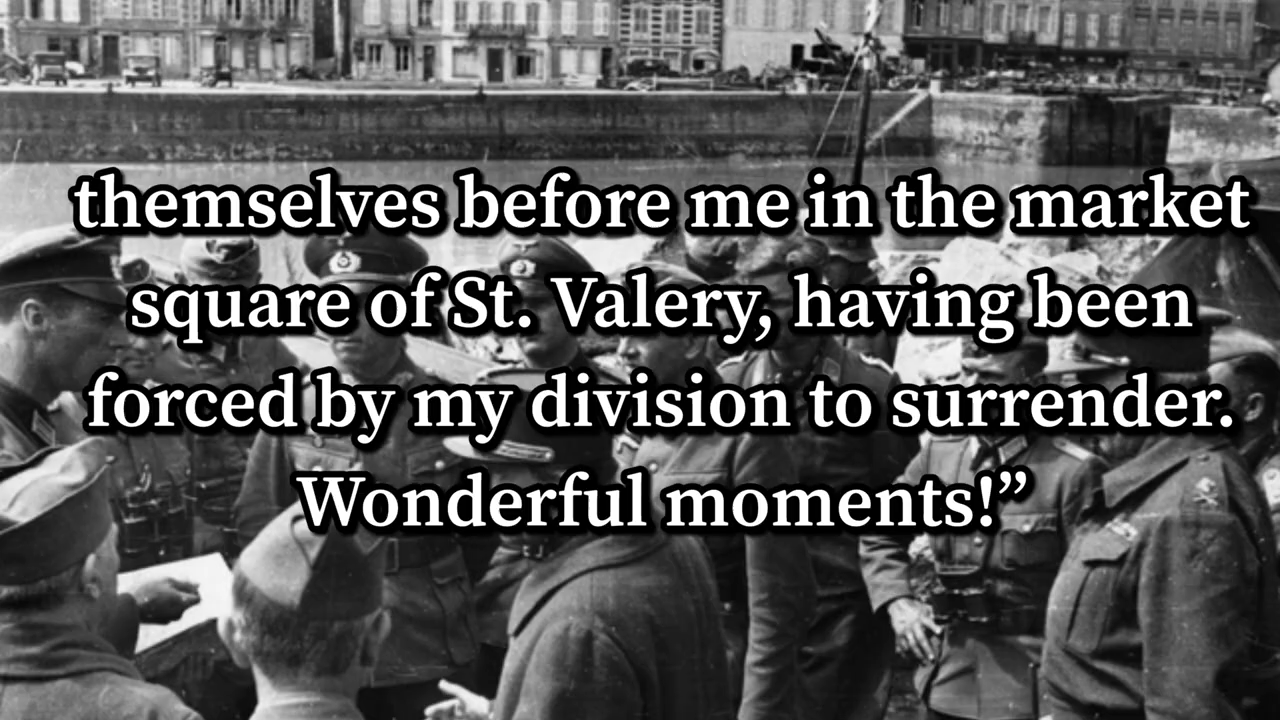 themselves before me in the market
square of St. Valery, having been
forced by my division to surrender.
Wonderful moments!”